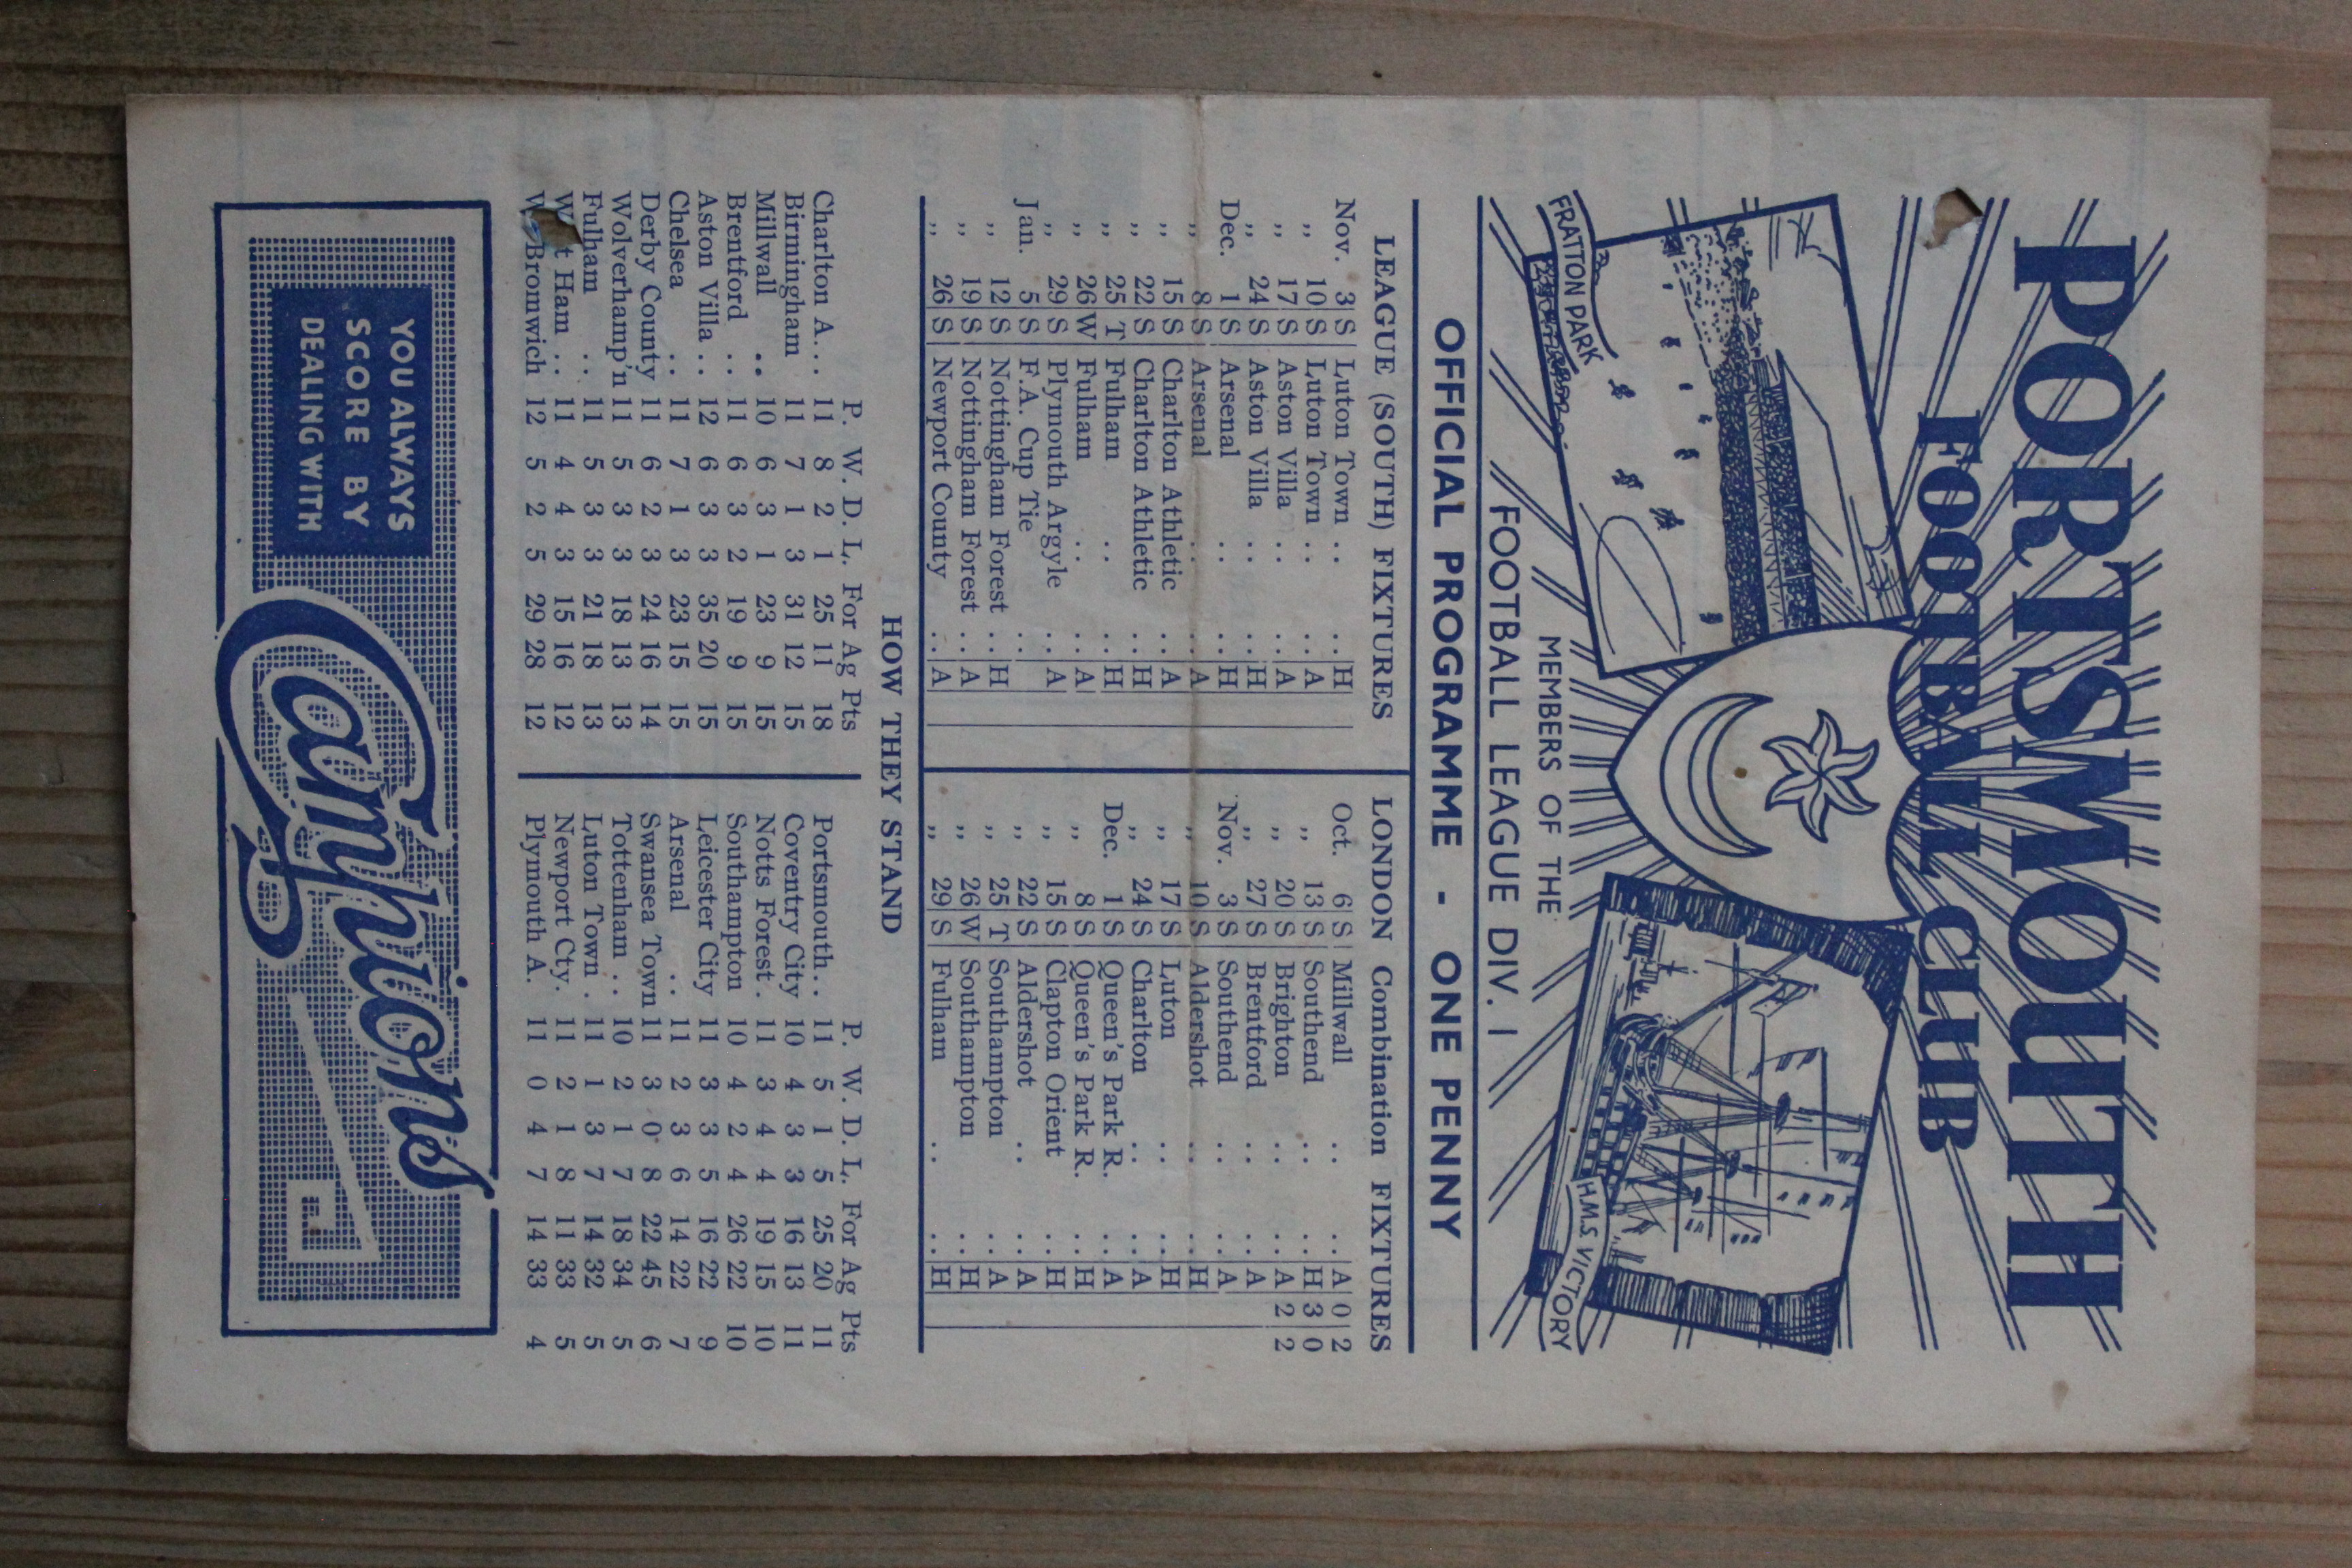 PORTSMOUTH
FOOTBALL CLUB
FRATTON PARK
H.M.S. VICTORY
MEMBERS OF THE
FOOTBALL LEAGUE DIV. 1
OFFICIAL PROGRAMME - ONE PENNY
LEAGUE (SOUTH) FIXTURES
Nov. 3 S Luton Town .. .. H
,, 10 S Luton Town .. .. A
,, 17 S Aston Villa .. .. A
,, 24 S Aston Villa .. .. H
Dec. 1 S Arsenal .. .. H
,, 8 S Arsenal .. .. A
,, 15 S Charlton Athletic .. A
,, 22 S Charlton Athletic .. H
,, 25 T Fulham .. .. H
,, 26 W Fulham .. .. A
,, 29 S Plymouth Argyle .. A
Jan. 5 S F.A. Cup Tie ..
,, 12 S Nottingham Forest .. H
,, 19 S Nottingham Forest .. A
,, 26 S Newport County .. A
LONDON Combination FIXTURES
Oct. 6 S Millwall .. .. A 0 2
,, 13 S Southend .. .. H 3 0
,, 20 S Brighton .. .. A 2 2
,, 27 S Brentford .. .. A
Nov. 3 S Southend .. .. A
,, 10 S Aldershot .. .. H
,, 17 S Luton .. .. H
,, 24 S Charlton .. .. A
Dec. 1 S Queen's Park R. .. A
,, 8 S Queen's Park R. .. H
,, 15 S Clapton Orient .. H
,, 22 S Aldershot .. .. A
,, 25 T Southampton .. A
,, 26 W Southampton .. H
,, 29 S Fulham .. .. H
HOW THEY STAND
P. W. D. L. For Ag Pts
Charlton A... 11 8 2 1 25 11 18
Birmingham 11 7 1 3 31 12 15
Millwall .. 10 6 3 1 23 9 15
Brentford .. 11 6 3 2 19 9 15
Aston Villa .. 12 6 3 3 35 20 15
Chelsea .. 11 7 1 3 23 15 15
Derby County 11 6 2 3 24 16 14
Wolverhamp'n 11 5 3 3 18 13 13
Fulham .. 11 5 3 3 21 18 13
W t Ham .. 11 4 4 3 15 16 12
W Bromwich 12 5 2 5 29 28 12
P. W. D. L. For Ag Pts
Portsmouth.. 11 5 1 5 25 20 11
Coventry City 10 4 3 3 16 13 11
Notts Forest. 11 3 4 4 19 15 10
Southampton 10 4 2 4 26 22 10
Leicester City 11 3 3 5 16 22 9
Arsenal .. 11 2 3 6 14 22 7
Swansea Town 11 3 0 8 22 45 6
Tottenham .. 10 2 1 7 18 34 5
Luton Town . 11 1 3 7 14 32 5
Newport Cty. 11 2 1 8 11 33 5
Plymouth A. 11 0 4 7 14 33 4
YOU ALWAYS
SCORE BY
DEALING WITH
Campions